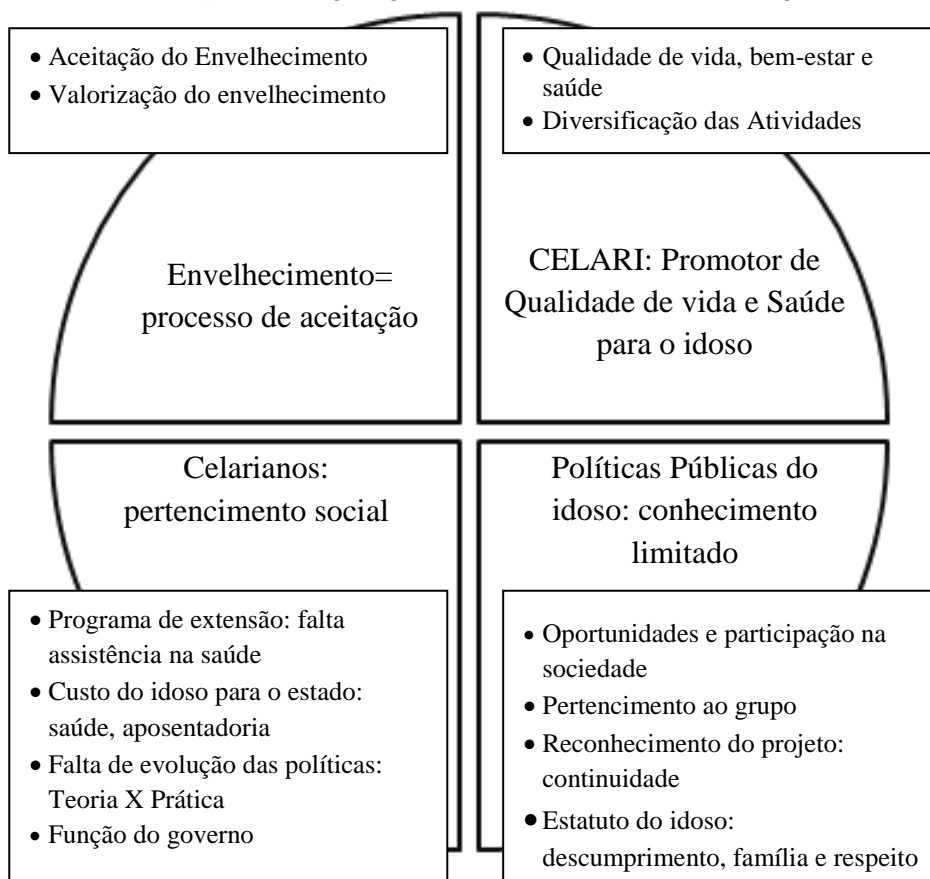 • Aceitação do Envelhecimento
• Valorização do envelhecimento
• Qualidade de vida, bem-estar e
saúde
• Diversificação das Atividades
Envelhecimento=
processo de aceitação
CELARI: Promotor de
Qualidade de vida e Saúde
para o idoso
Celarianos:
pertencimento social
Políticas Públicas do
idoso: conhecimento
limitado
• Programa de extensão: falta
assistência na saúde
• Custo do idoso para o estado:
saúde, aposentadoria
• Falta de evolução das políticas:
Teoria X Prática
• Função do governo
• Oportunidades e participação na
sociedade
• Pertencimento ao grupo
• Reconhecimento do projeto:
continuidade
• Estatuto do idoso:
descumprimento, família e respeito